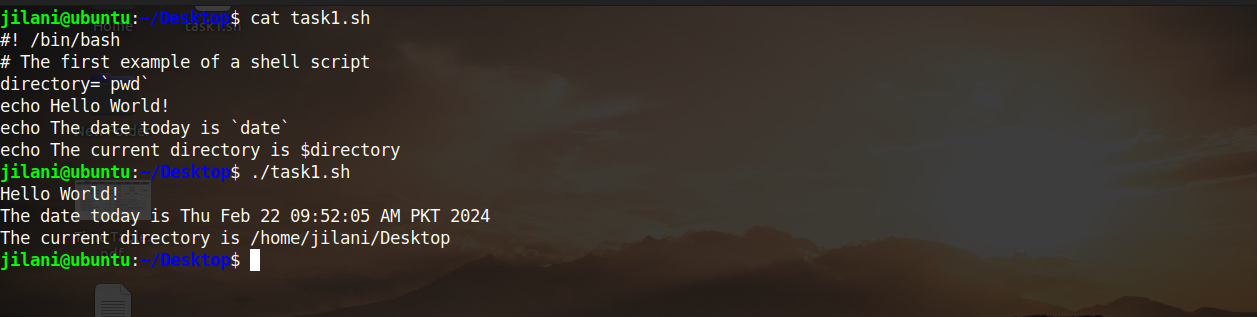 jilani@ubuntu:~/Desktop$ cat task1.sh
#! /bin/bash
# The first example of a shell script
directory=`pwd`
echo Hello World!
echo The date today is `date`
echo The current directory is $directory
jilani@ubuntu:~/Desktop$ ./task1.sh
Hello World!
The date today is Thu Feb 22 09:52:05 AM PKT 2024
The current directory is /home/jilani/Desktop
jilani@ubuntu:~/Desktop$
Home